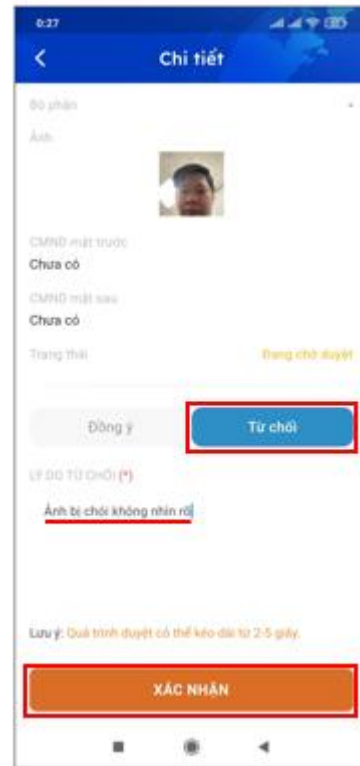 0:27
Chi tiết
Bộ phận -
Ảnh
CMND mặt trước
Chưa có
CMND mặt sau
Chưa có
Trạng thái Đang chờ duyệt
Đồng ý Từ chối
LÝ DO TỪ CHỐI (*)
Ảnh bị chói không nhìn rõ
Lưu ý: Quá trình duyệt có thể kéo dài từ 2-5 giây.
XÁC NHẬN